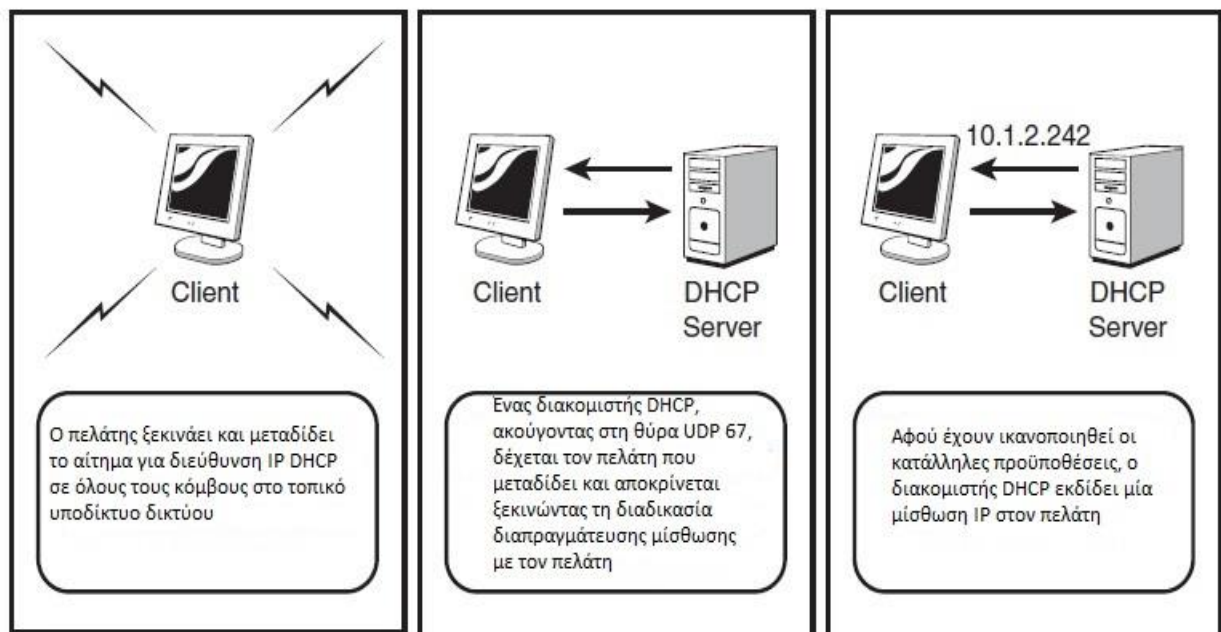 Client
Ο πελάτης ξεκινάει και μεταδίδει
το αίτημα για διεύθυνση IP DHCP
σε όλους τους κόμβους στο τοπικό
υποδίκτυο δικτύου
Client
DHCP
Server
Ένας διακομιστής DHCP,
ακούγοντας στη θύρα UDP 67,
δέχεται τον πελάτη που
μεταδίδει και αποκρίνεται
ξεκινώντας τη διαδικασία
διαπραγμάτευσης μίσθωσης
με τον πελάτη
10.1.2.242
Client
DHCP
Server
Αφού έχουν ικανοποιηθεί οι
κατάλληλες προϋποθέσεις, ο
διακομιστής DHCP εκδίδει μία
μίσθωση IP στον πελάτη